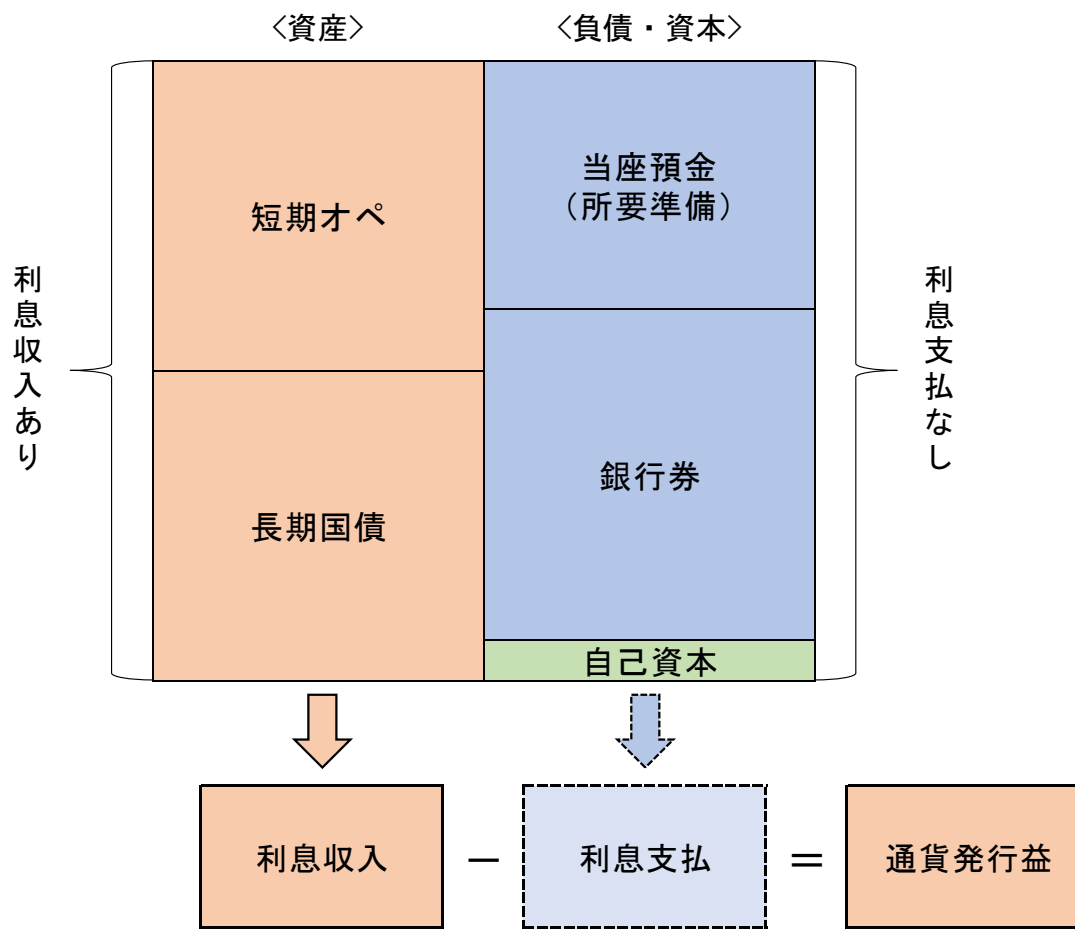 〈資産〉
〈負債・資本〉
利息収入あり
短期オペ
長期国債
当座預金
（所要準備）
銀行券
自己資本
利息支払なし
利息収入
－
利息支払
＝
通貨発行益